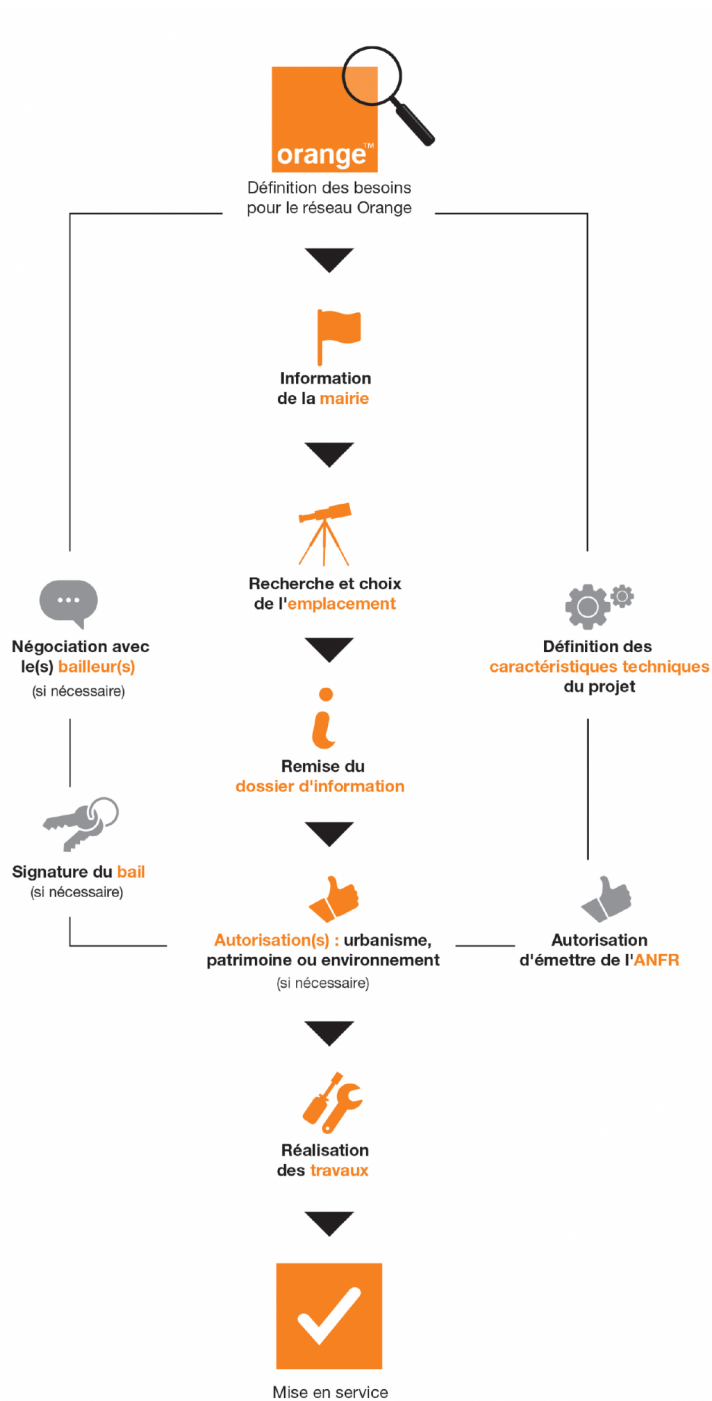 orange™
Définition des besoins
pour le réseau Orange
Information
de la mairie
Recherche et choix
de l'emplacement
Négociation avec
le(s) bailleur(s)
(si nécessaire)
Définition des
caractéristiques techniques
du projet
Remise du
dossier d'information
Signature du bail
(si nécessaire)
Autorisation(s) : urbanisme,
patrimoine ou environnement
(si nécessaire)
Autorisation
d'émettre de l'ANFR
Réalisation
des travaux
Mise en service